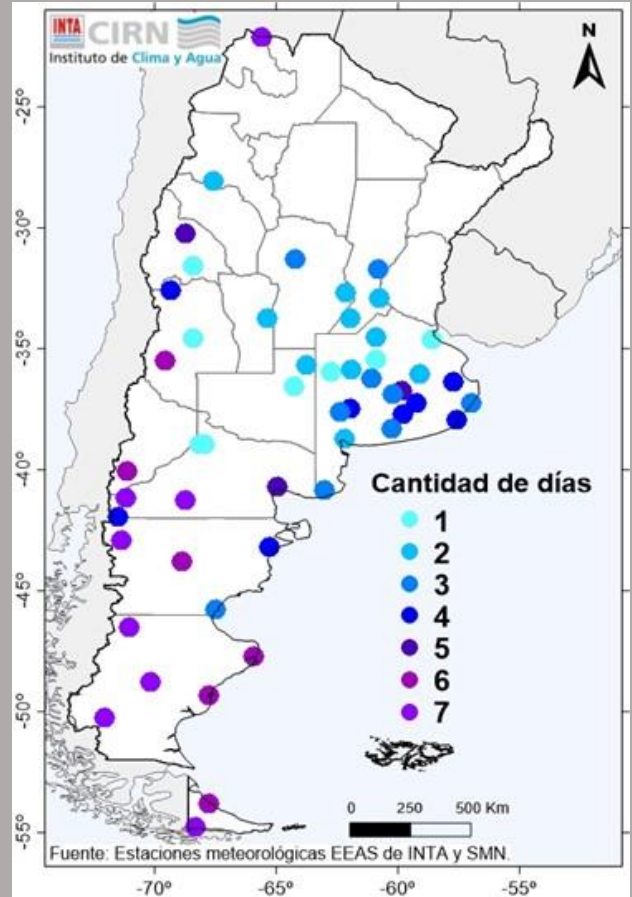 INTA CIRN
Instituto de Clima y Agua
N
-25°
-30°
-35°
-40°
-45°
-50°
-55°
Cantidad de días
1
2
3
4
5
6
7
0 250 500 Km
Fuente: Estaciones meteorológicas EEAS de INTA y SMN.
-70° -65° -60° -55°